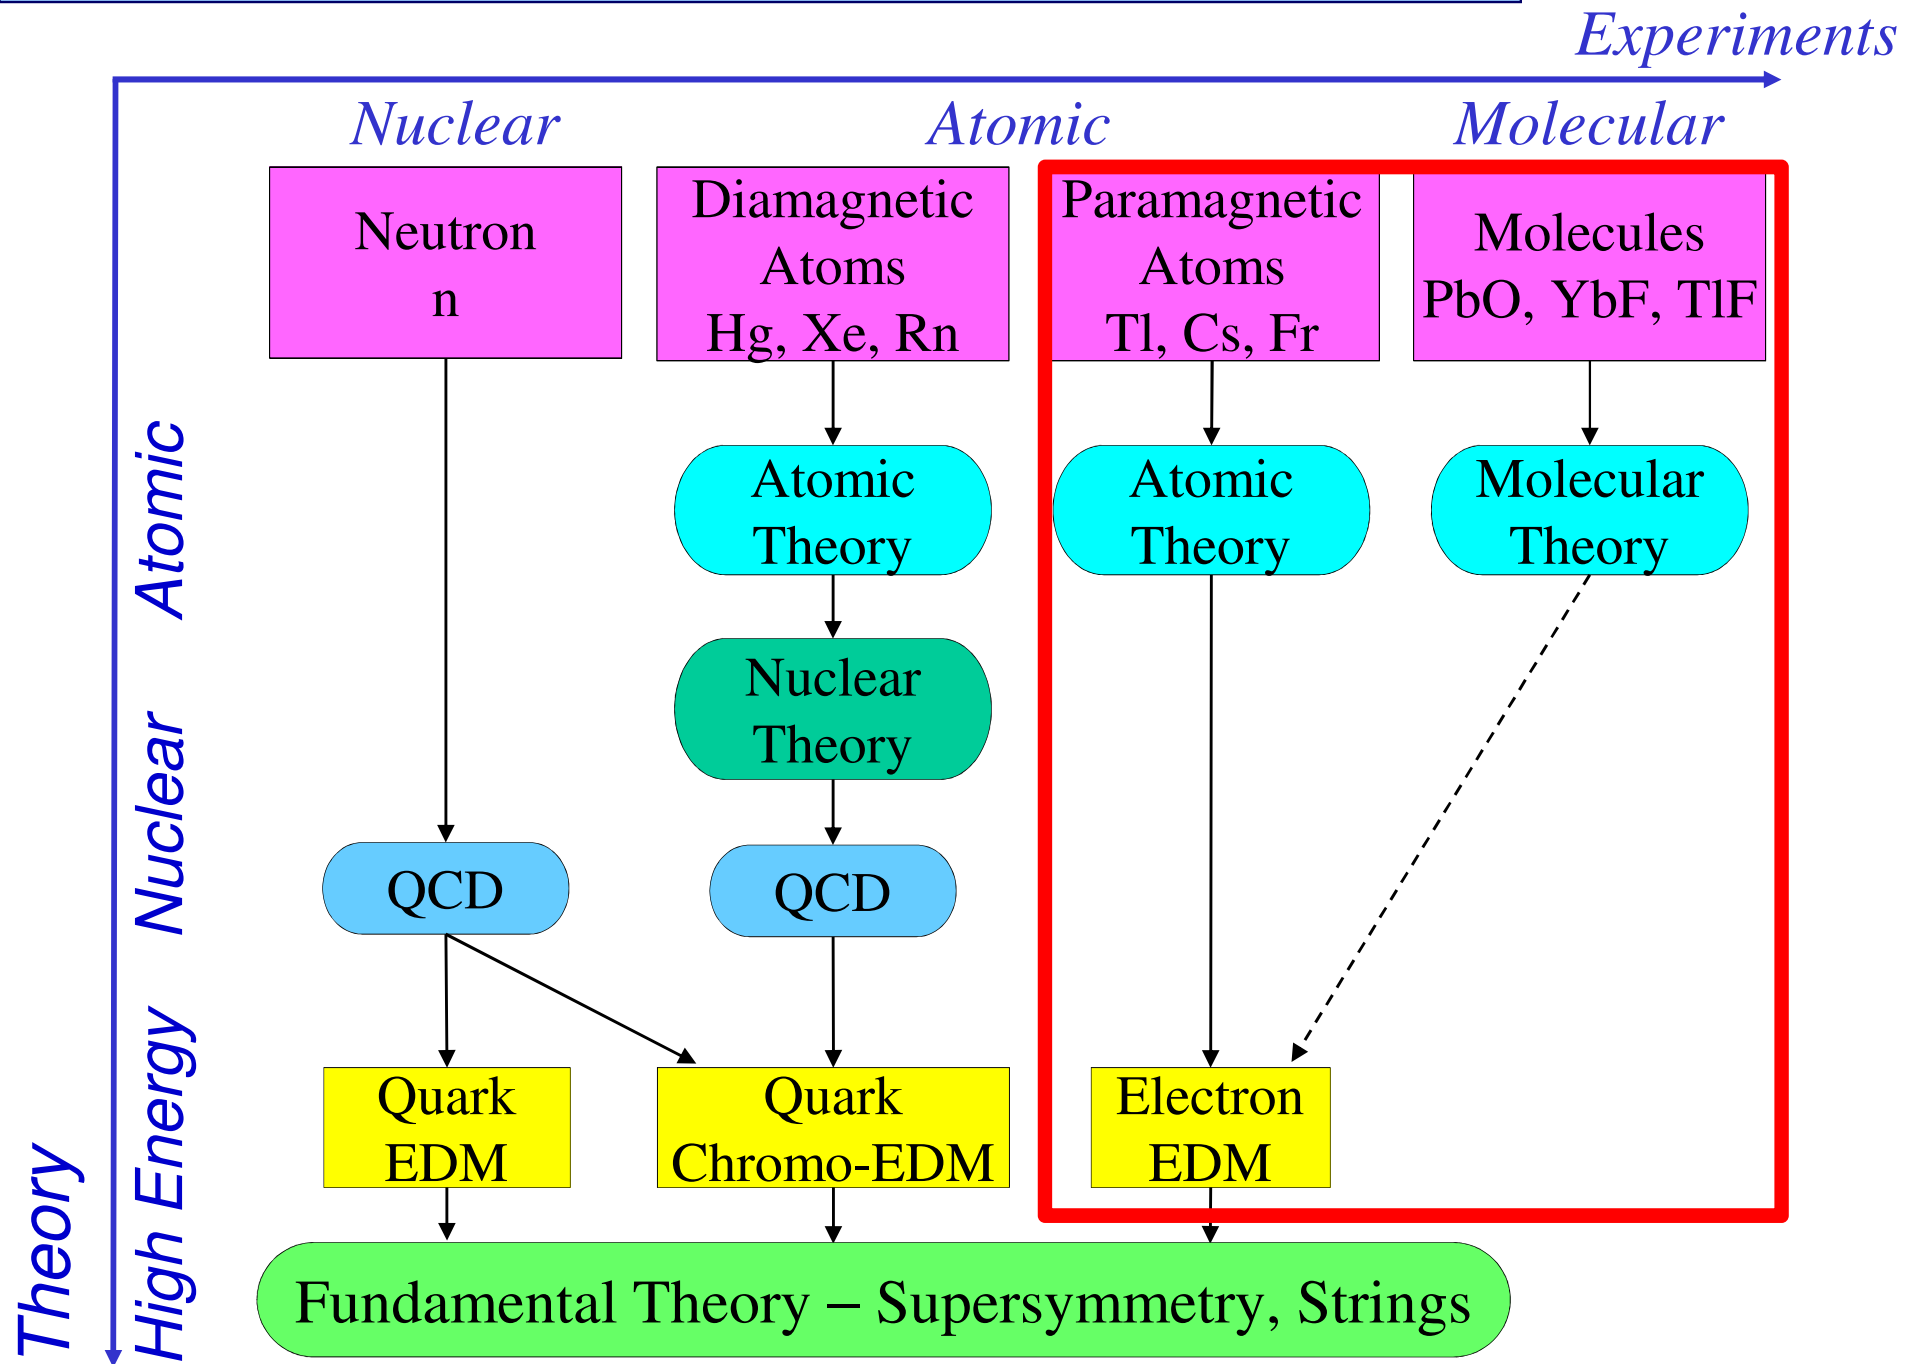 Experiments
Nuclear
Atomic
Molecular
Neutron
n
Diamagnetic
Atoms
Hg, Xe, Rn
Paramagnetic
Atoms
Tl, Cs, Fr
Molecules
PbO, YbF, TlF
Atomic
Theory
Atomic
Theory
Molecular
Theory
Nuclear
Theory
QCD
QCD
Quark
EDM
Quark
Chromo-EDM
Electron
EDM
Fundamental Theory – Supersymmetry, Strings
Theory
High Energy Nuclear Atomic